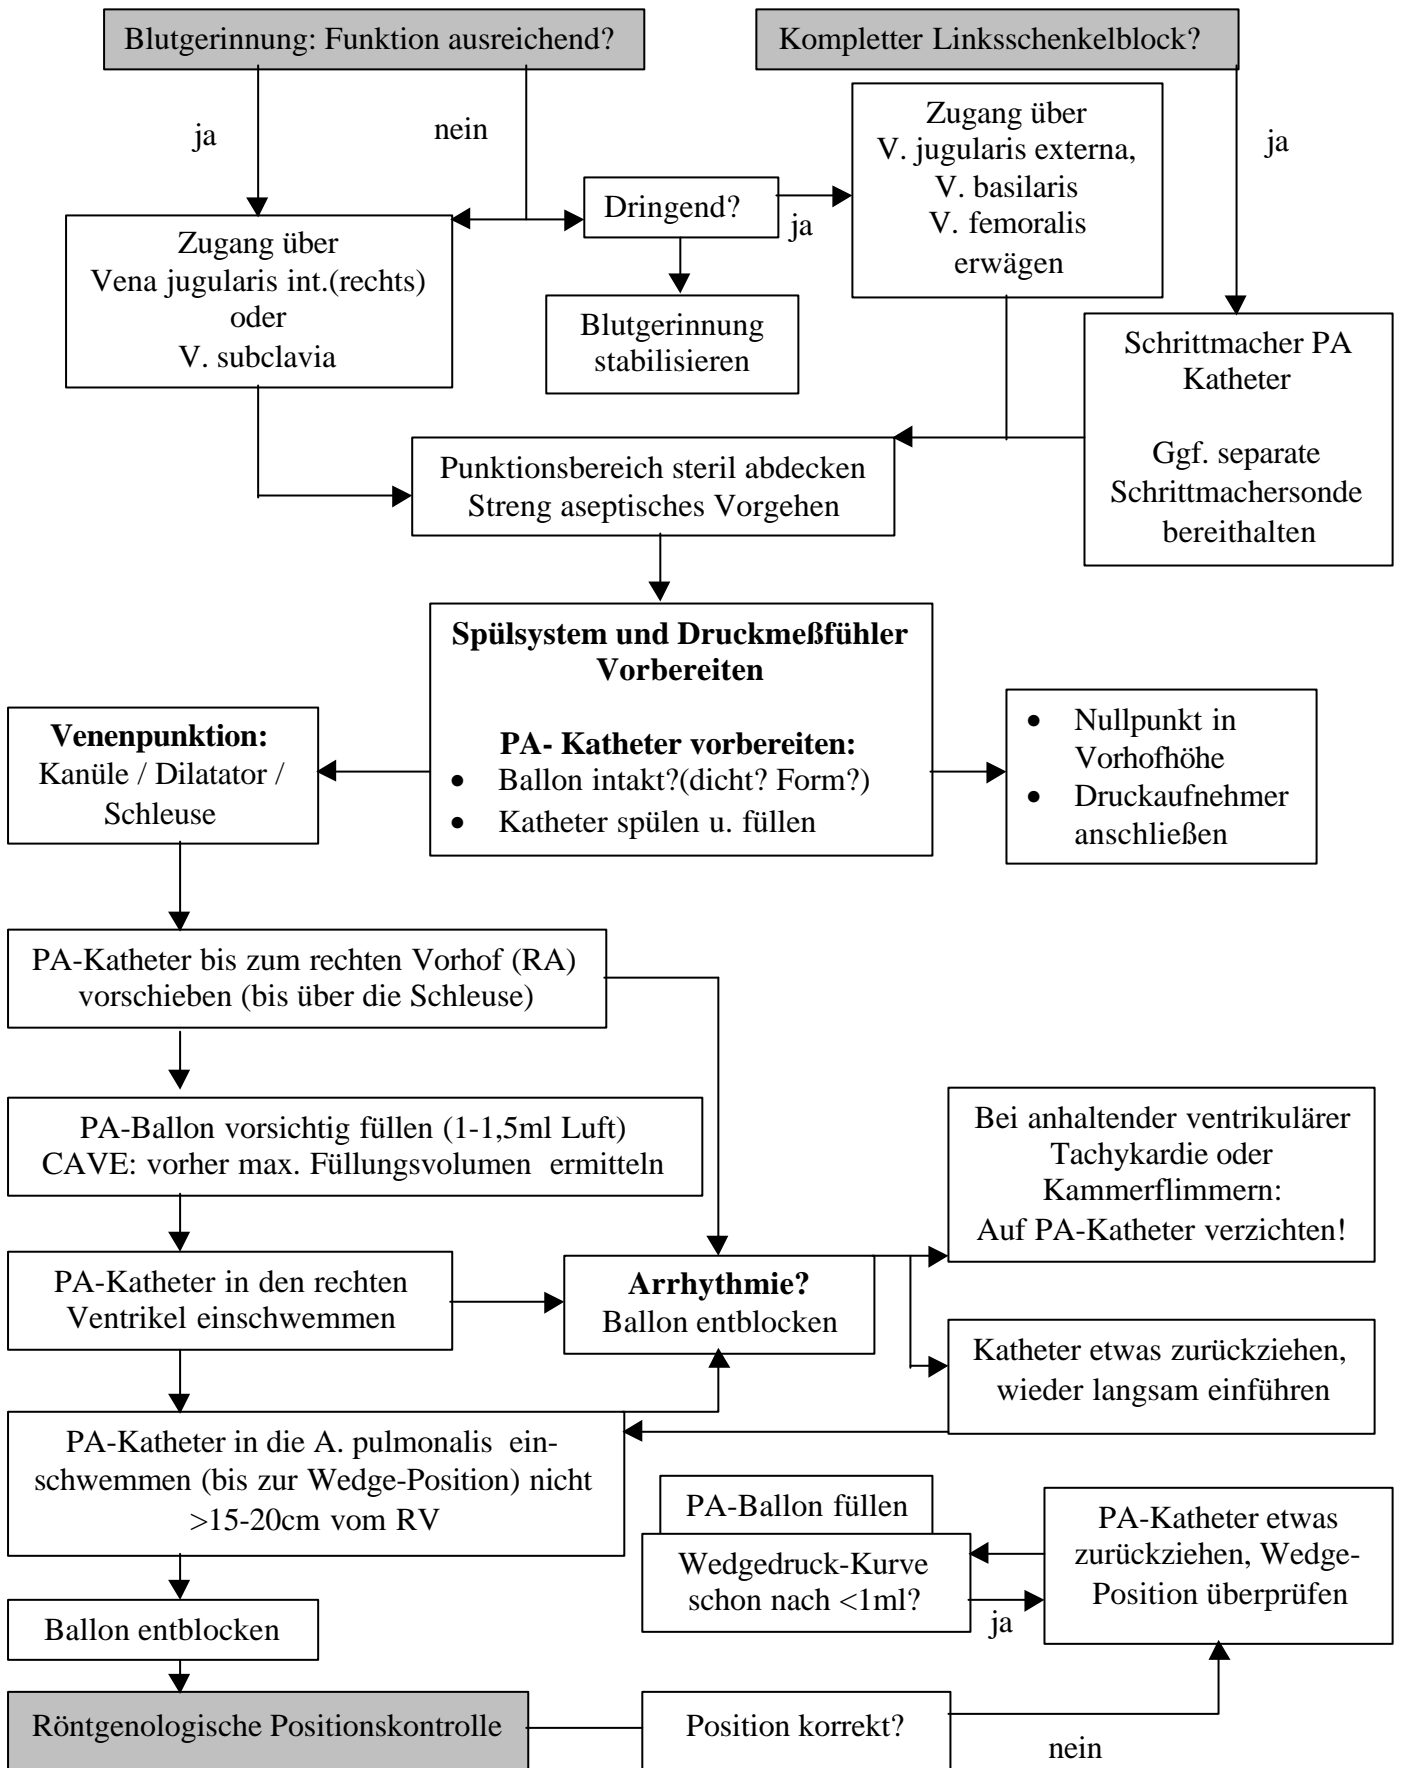 Blutgerinnung: Funktion ausreichend?
Kompletter Linksschenkelblock?
ja
nein
Dringend?
ja
Zugang über
V. jugularis externa,
V. basilaris
V. femoralis
erwägen
ja
Zugang über
Vena jugularis int.(rechts)
oder
V. subclavia
Blutgerinnung
stabilisieren
Schrittmacher PA
Katheter
Ggf. separate
Schrittmachersonde
bereithalten
Punktionsbereich steril abdecken
Streng aseptisches Vorgehen
Spülsystem und Druckmeßfühler
Vorbereiten
PA- Katheter vorbereiten:
• Ballon intakt?(dicht? Form?)
• Katheter spülen u. füllen
Venenpunktion:
Kanüle / Dilatator /
Schleuse
• Nullpunkt in
Vorhofhöhe
• Druckaufnehmer
anschließen
PA-Katheter bis zum rechten Vorhof (RA)
vorschieben (bis über die Schleuse)
PA-Ballon vorsichtig füllen (1-1,5ml Luft)
CAVE: vorher max. Füllungsvolumen ermitteln
Bei anhaltender ventrikulärer
Tachykardie oder
Kammerflimmern:
Auf PA-Katheter verzichten!
PA-Katheter in den rechten
Ventrikel einschwemmen
Arrhythmie?
Ballon entblocken
Katheter etwas zurückziehen,
wieder langsam einführen
PA-Katheter in die A. pulmonalis ein-
schwemmen (bis zur Wedge-Position) nicht
>15-20cm vom RV
PA-Ballon füllen
Wedgedruck-Kurve
schon nach <1ml?
ja
PA-Katheter etwas
zurückziehen, Wedge-
Position überprüfen
Ballon entblocken
Röntgenologische Positionskontrolle
Position korrekt?
nein